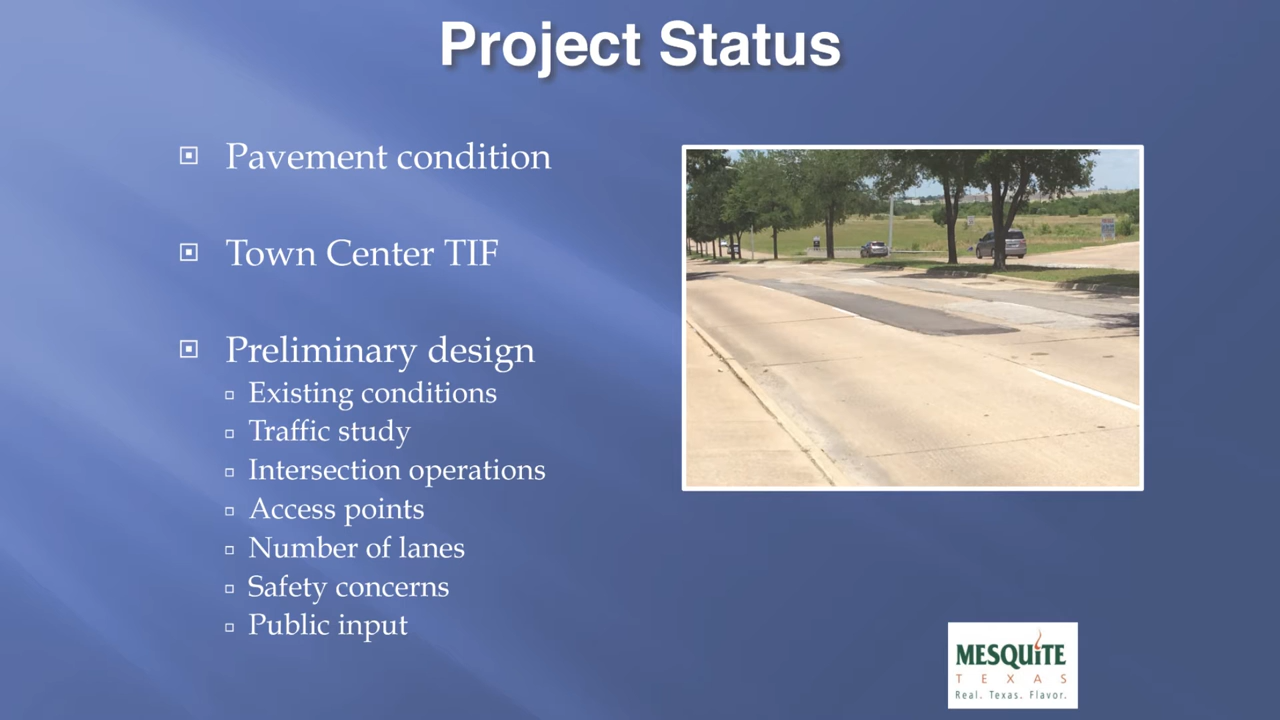 Project Status
Pavement condition
Town Center TIF
Preliminary design
Existing conditions
Traffic study
Intersection operations
Access points
Number of lanes
Safety concerns
Public input
MESQUiTE
TEXAS
Real. Texas. Flavor.